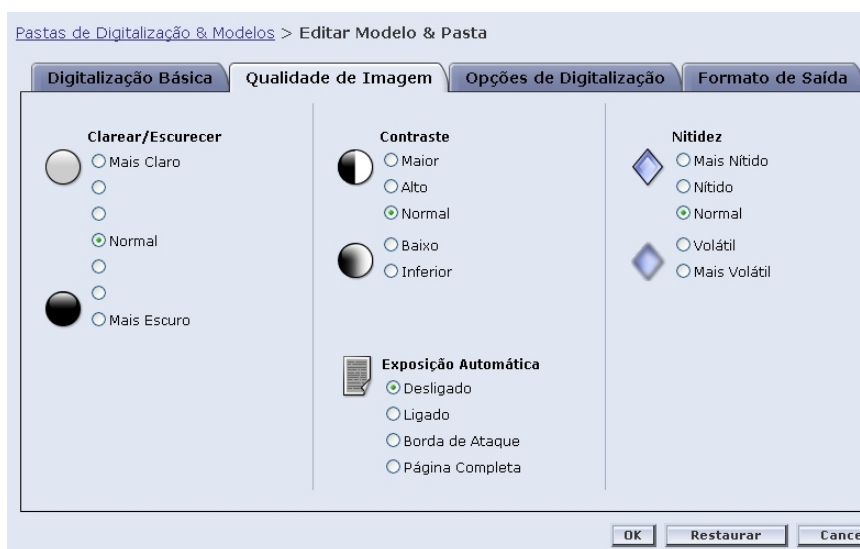 Pastas de Digitalização & Modelos > Editar Modelo & Pasta
Digitalização Básica
Qualidade de Imagem
Opções de Digitalização
Formato de Saída
Clarear/Escurecer
Mais Claro
Normal
Mais Escuro
Contraste
Maior
Alto
Normal
Baixo
Inferior
Exposição Automática
Desligado
Ligado
Borda de Ataque
Página Completa
Nitidez
Mais Nítido
Nítido
Normal
Volátil
Mais Volátil
OK
Restaurar
Cance